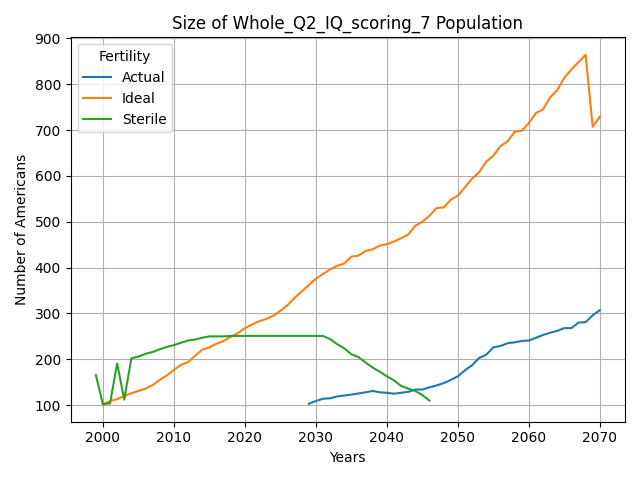 Size of Whole_Q2_IQ_scoring_7 Population
Fertility
Actual
Ideal
Sterile
Number of Americans
900
800
700
600
500
400
300
200
100
2000 2010 2020 2030 2040 2050 2060 2070
Years